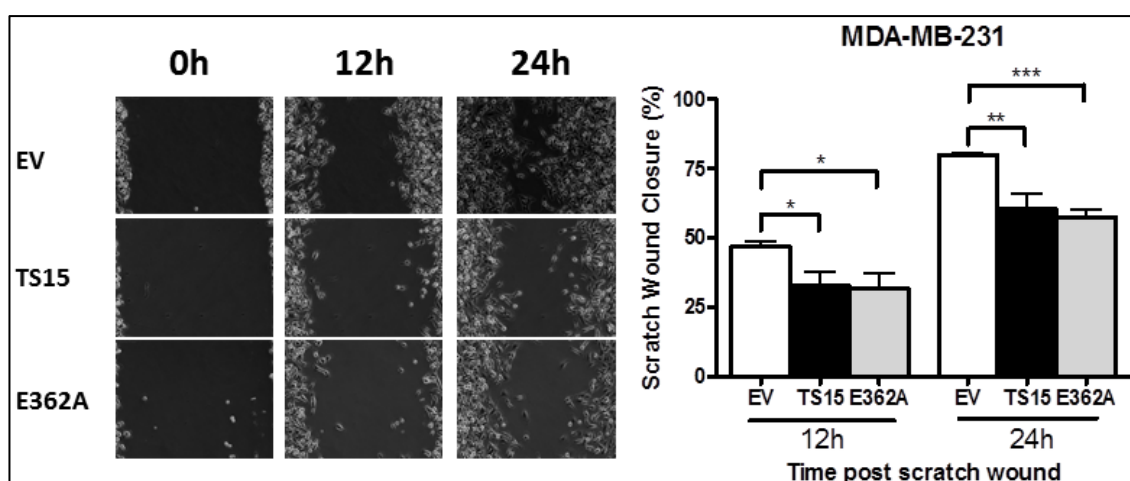 0h 12h 24h
EV
TS15
E362A
MDA-MB-231
Scratch Wound Closure (%)
100
75
50
25
0
* * ** ***
EV TS15 E362A EV TS15 E362A
12h 24h
Time post scratch wound